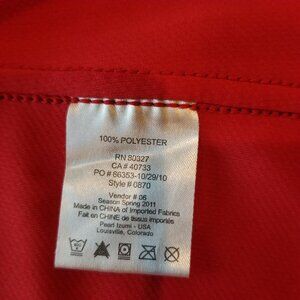 100% POLYESTER
RN 80327
CA# 40733
PO # 66353-10/29/10
Style # 0870
Vendor # 06
Season Spring 2011
Made in CHINA of Imported Fabrics
Fait en CHINE de tissus importés
Pearl Izumi - USA
Louisville, Colorado